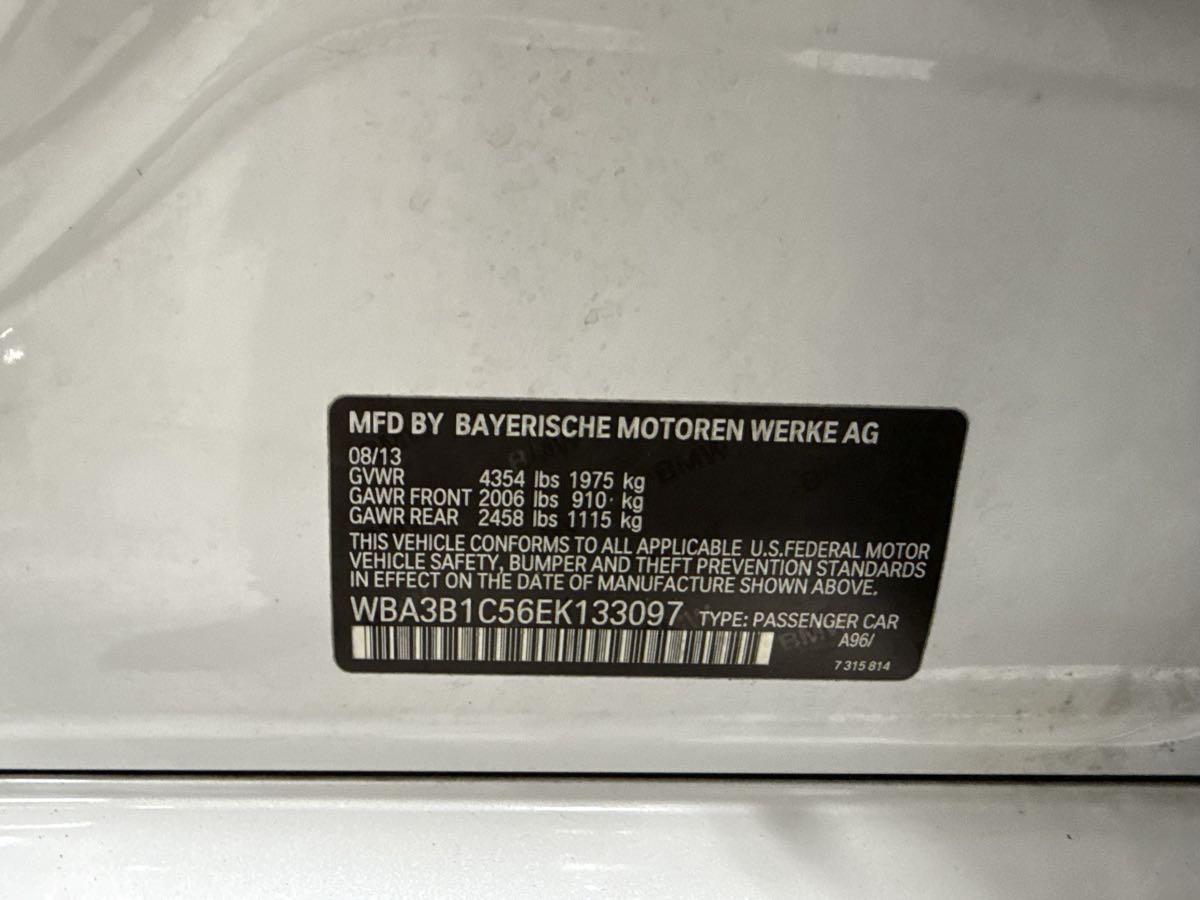 MFD BY BAYERISCHE MOTOREN WERKE AG
08/13
GVWR 4354 lbs 1975 kg
GAWR FRONT 2006 lbs 910 kg
GAWR REAR 2458 lbs 1115 kg
THIS VEHICLE CONFORMS TO ALL APPLICABLE U.S.FEDERAL MOTOR
VEHICLE SAFETY, BUMPER AND THEFT PREVENTION STANDARDS
IN EFFECT ON THE DATE OF MANUFACTURE SHOWN ABOVE.
WBA3B1C56EK133097 TYPE: PASSENGER CAR
A96/
7 315 814